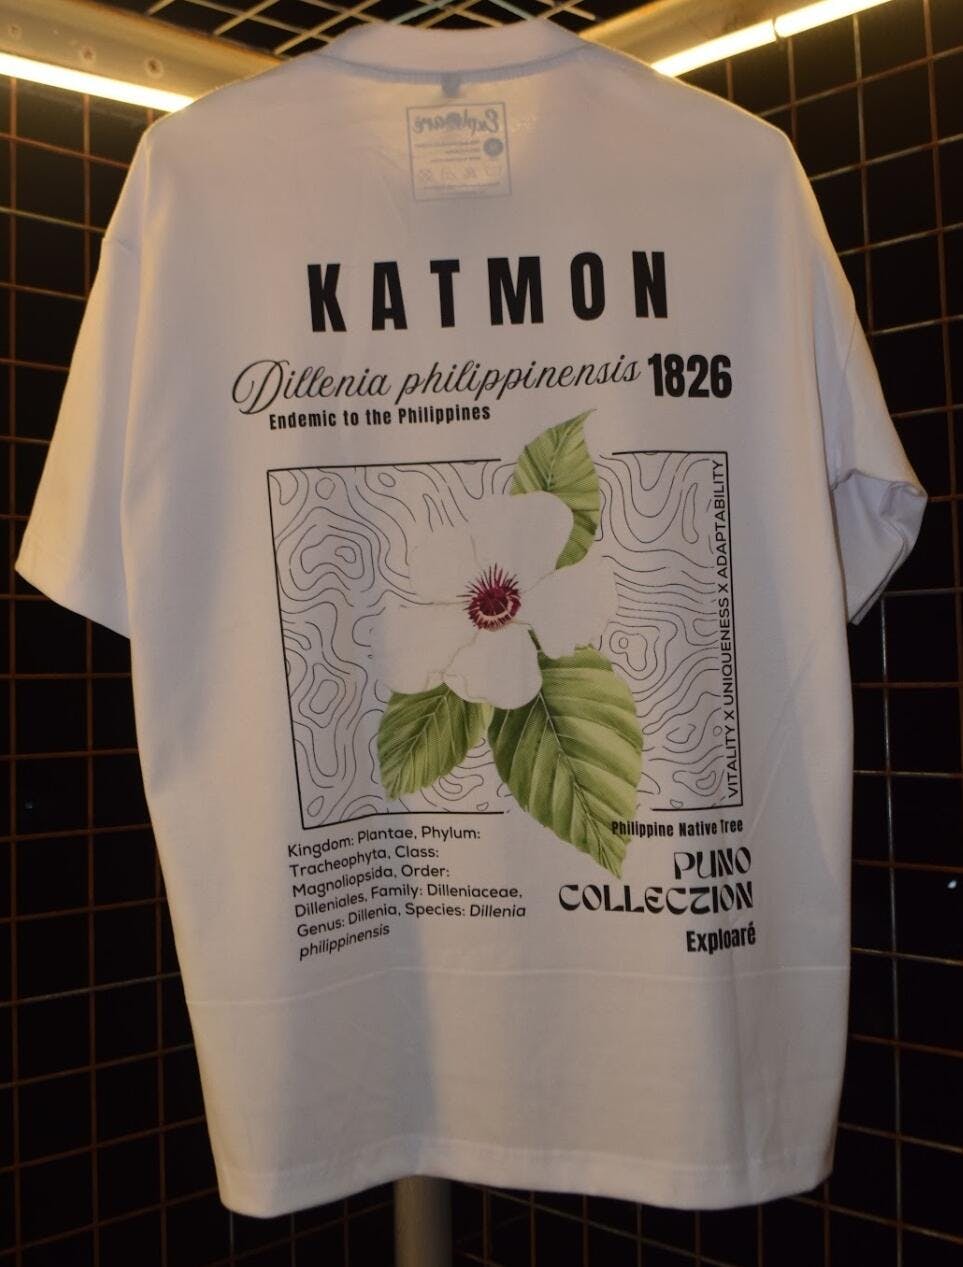 Exploaré
KATMON
Dillenia philippinensis 1826
Endemic to the Philippines
VITALITY X UNIQUENESS X ADAPTABILITY
Philippine Native Tree
Kingdom: Plantae, Phylum:
Tracheophyta, Class:
Magnoliopsida, Order:
Dilleniales, Family: Dilleniaceae,
Genus: Dillenia, Species: Dillenia
philippinensis
PUNO
COLLECTION
Exploaré